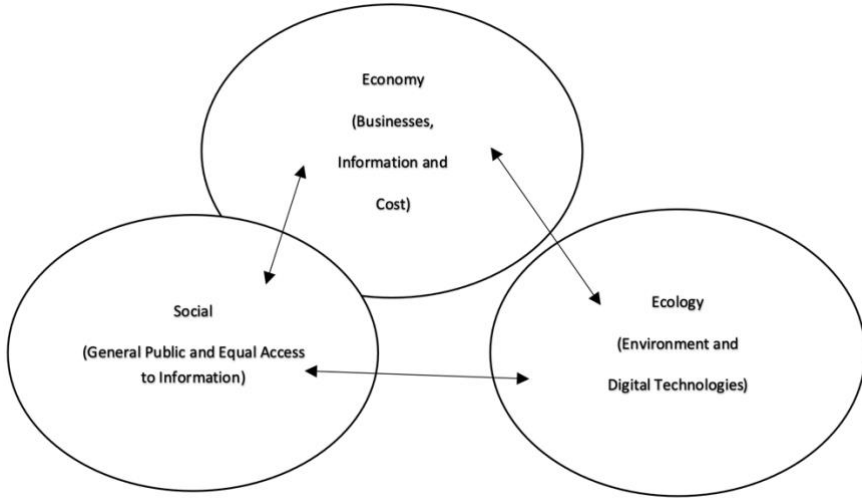 Economy
(Businesses,
Information and
Cost)
Social
(General Public and Equal Access
to Information)
Ecology
(Environment and
Digital Technologies)